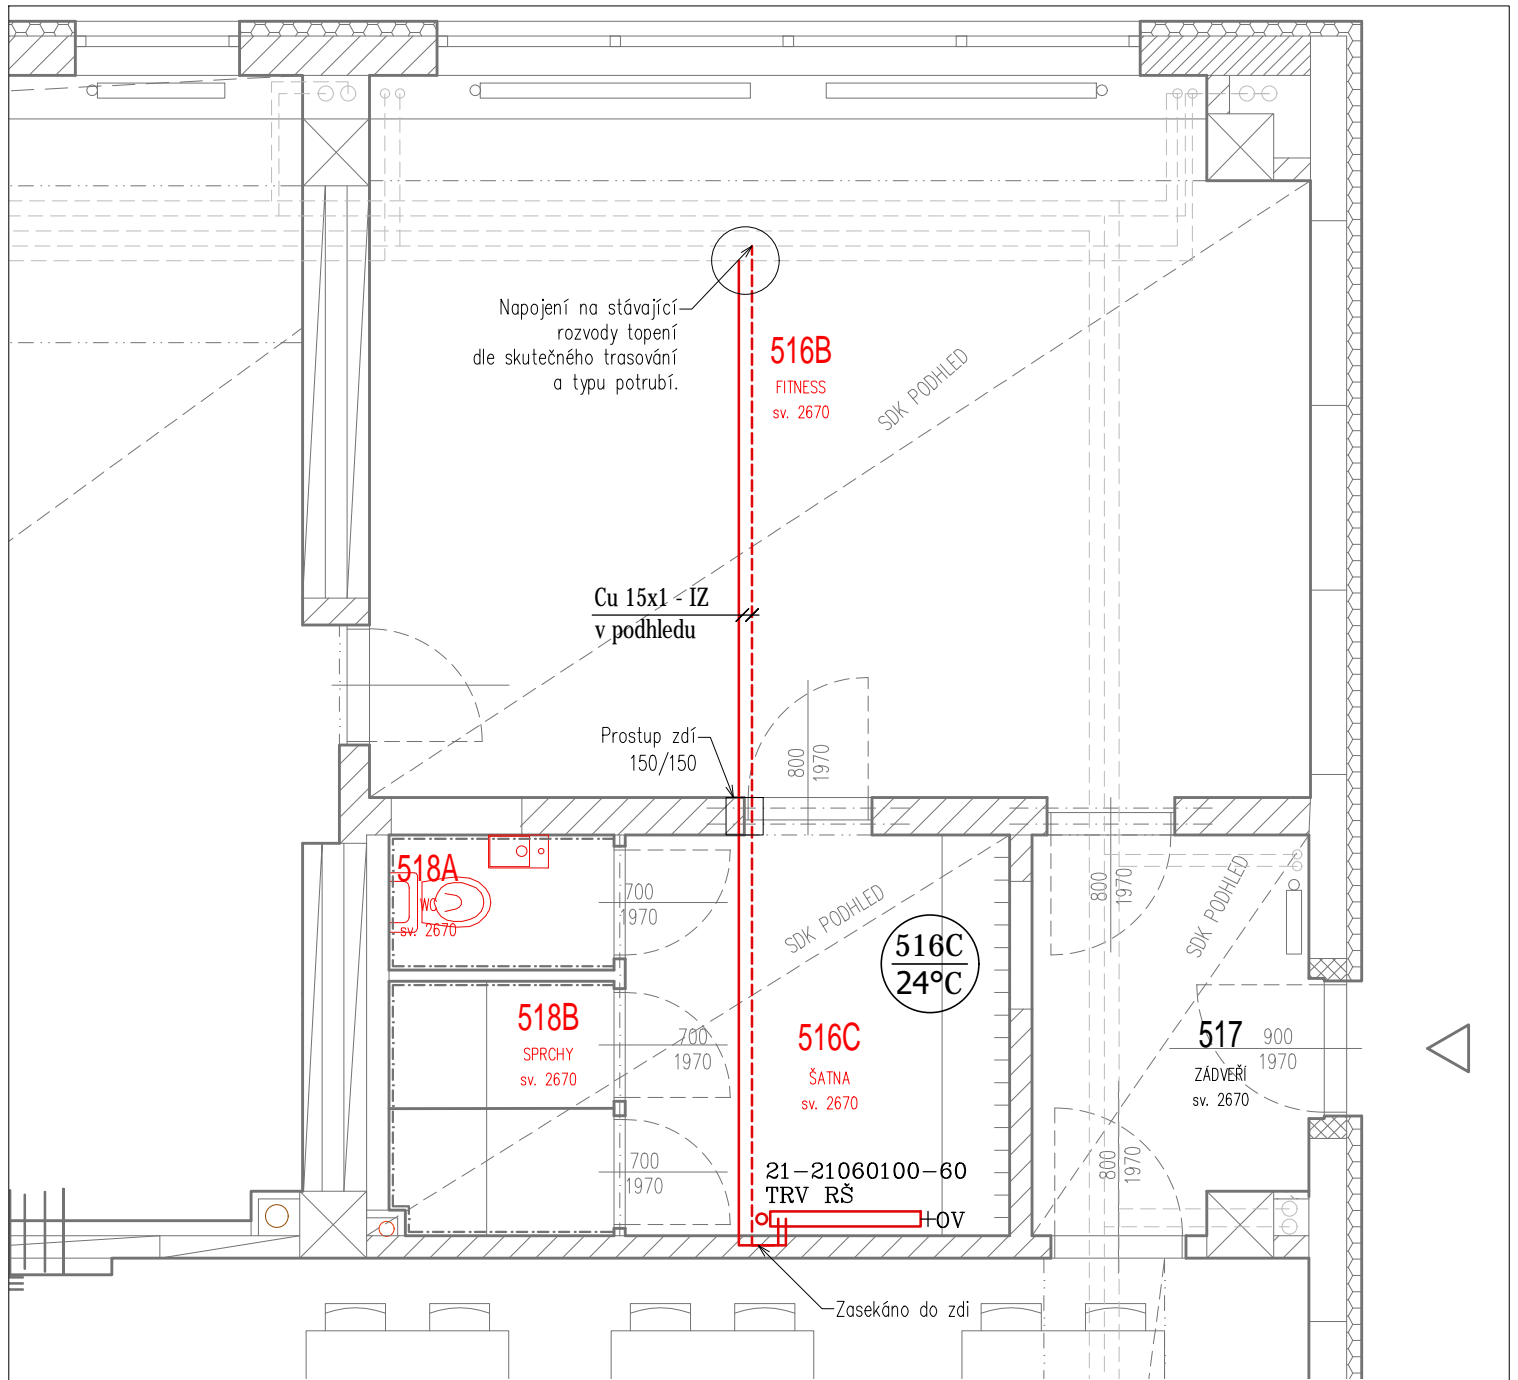 Napojení na stávající
rozvody topení
dle skutečného trasování
a typu potrubí.
516B
FITNESS
sv. 2670
SDK PODHLED
Cu 15x1 - IZ
v podhledu
Prostup zdí
150/150
800
1970
518A
WC
sv. 2670
700
1970
SDK PODHLED
516C
24°C
800
1970
SDK PODHLED
518B
SPRCHY
sv. 2670
700
1970
516C
ŠATNA
sv. 2670
517
ZÁDVEŘÍ
sv. 2670
900
1970
700
1970
21-21060100-60
TRV RŠ
+OV
800
1970
Zasekáno do zdi